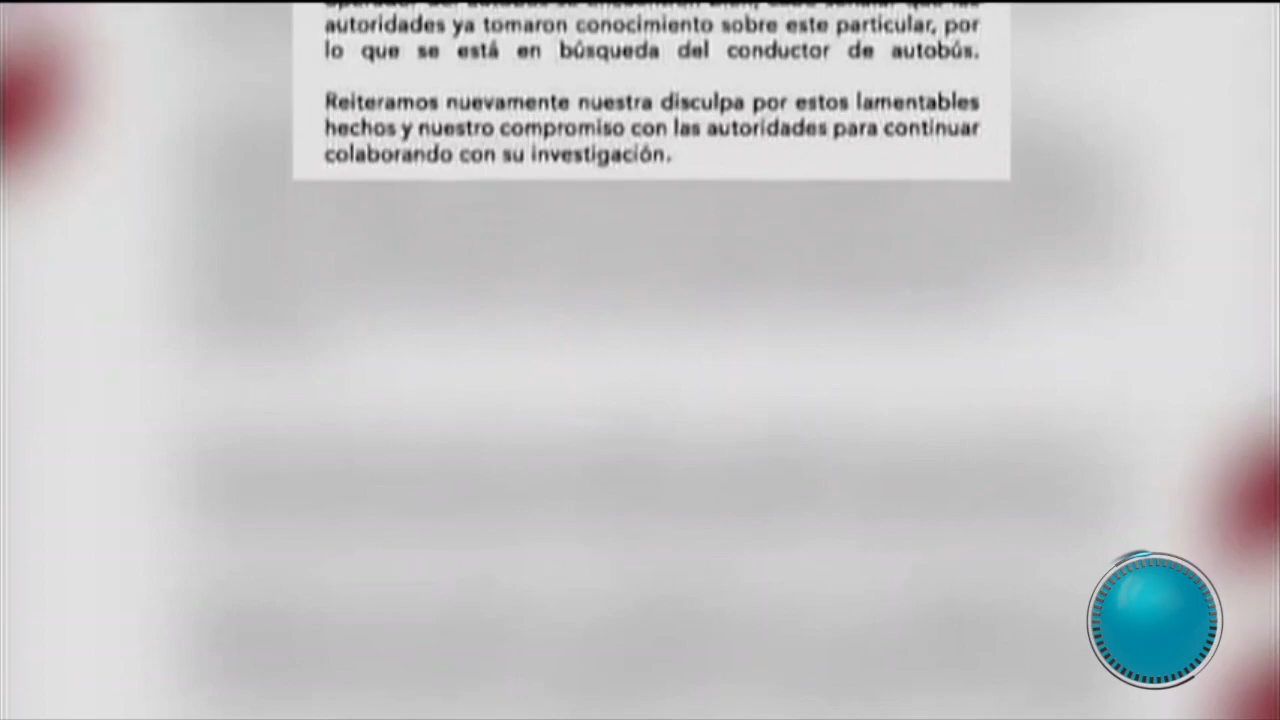 autoridades ya tomaron conocimiento sobre este particular, por
lo que se está en búsqueda del conductor de autobús.
Reiteramos nuevamente nuestra disculpa por estos lamentables
hechos y nuestro compromiso con las autoridades para continuar
colaborando con su investigación.